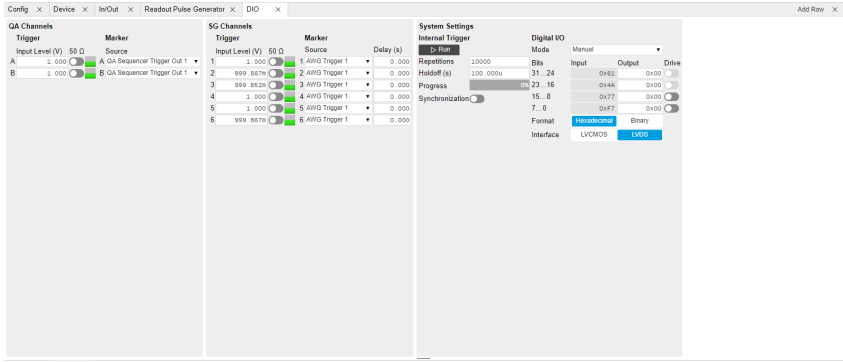 Config × Device × In/Out × Readout Pulse Generator × DIO × Add Row ×
QA Channels
Trigger Marker
Input Level (V) 50 Ω Source
A 1.000 A QA Sequencer Trigger Out 1
B 1.000 B QA Sequencer Trigger Out 1
SG Channels
Trigger Marker
Input Level (V) 50 Ω Source Delay (s)
1 1.000 1 AWG Trigger 1 0.000
2 999.867m 2 AWG Trigger 1 0.000
3 999.852m 3 AWG Trigger 1 0.000
4 1.000 4 AWG Trigger 1 0.000
5 1.000 5 AWG Trigger 1 0.000
6 999.867m 6 AWG Trigger 1 0.000
System Settings
Internal Trigger
Run
Repetitions 10000
Holdoff (s) 100.000u
Progress 0%
Synchronization
Digital I/O
Mode Manual
Bits Input Output Drive
31...24 0x61 0x00
23...16 0x4A 0x00
15...8 0x77 0x00
7...0 0xF7 0x00
Format Hexadecimal Binary
Interface LVCMOS LVDS